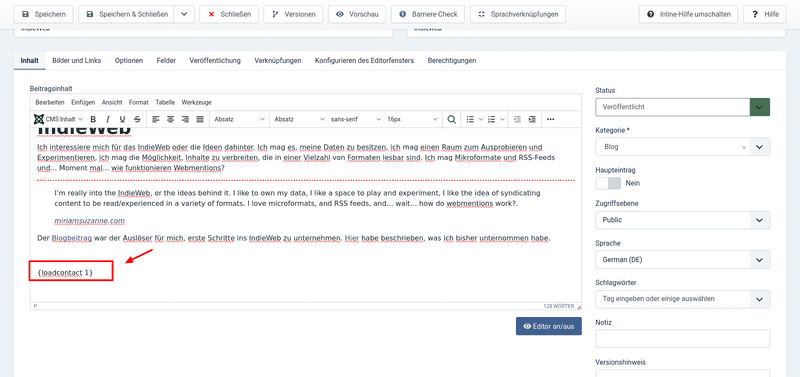 Speichern Speichern & Schließen Schließen Versionen Vorschau Barriere-Check Sprachverknüpfungen Inline-Hilfe umschalten ? Hilfe
Inhalt Bilder und Links Optionen Felder Veröffentlichung Verknüpfungen Konfigurieren des Editorfensters Berechtigungen
Beitragsinhalt
Bearbeiten Einfügen Ansicht Format Tabelle Werkzeuge
CMS Inhalt B I U S Absatz Absatz sans-serif 16px
IndieWeb
Ich interessiere mich für das IndieWeb oder die Ideen dahinter. Ich mag es, meine Daten zu besitzen, ich mag einen Raum zum Ausprobieren und
Experimentieren, ich mag die Möglichkeit, Inhalte zu verbreiten, die in einer Vielzahl von Formaten lesbar sind. Ich mag Mikroformate und RSS-Feeds
und... Moment mal... wie funktionieren Webmentions?
I'm really into the IndieWeb, or the ideas behind it. I like to own my data, I like a space to play and experiment, I like the idea of syndicating
content to be read/experienced in a variety of formats. I love microformats, and RSS feeds, and... wait... how do webmentions work?.
miriamsuzanne.com
Der Blogbeitrag war der Auslöser für mich, erste Schritte ins IndieWeb zu unternehmen. Hier habe beschrieben, was ich bisher unternommen habe.
{loadcontact 1}
P 128 WÖRTER
Editor an/aus
Status
Veröffentlicht
Kategorie *
Blog ×
Haupteintrag
Nein
Zugriffsebene
Public
Sprache
German (DE)
Schlagwörter
Tag eingeben oder einige auswählen
Notiz
Versionshinweis